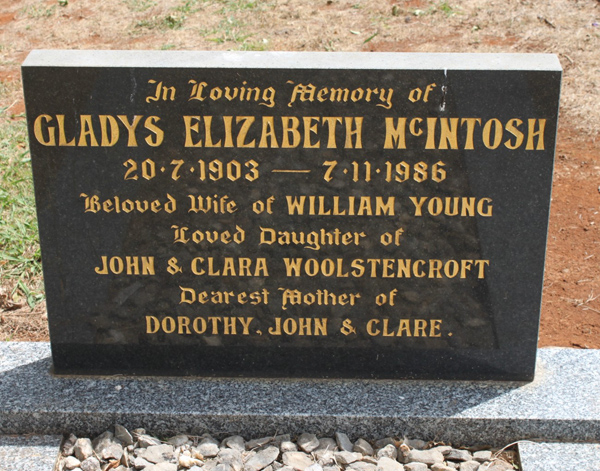 In Loving Memory of
GLADYS ELIZABETH McINTOSH
20·7·1903 — 7·11·1986
Beloved Wife of WILLIAM YOUNG
Loved Daughter of
JOHN & CLARA WOOLSTENCROFT
Dearest Mother of
DOROTHY, JOHN & CLARE.